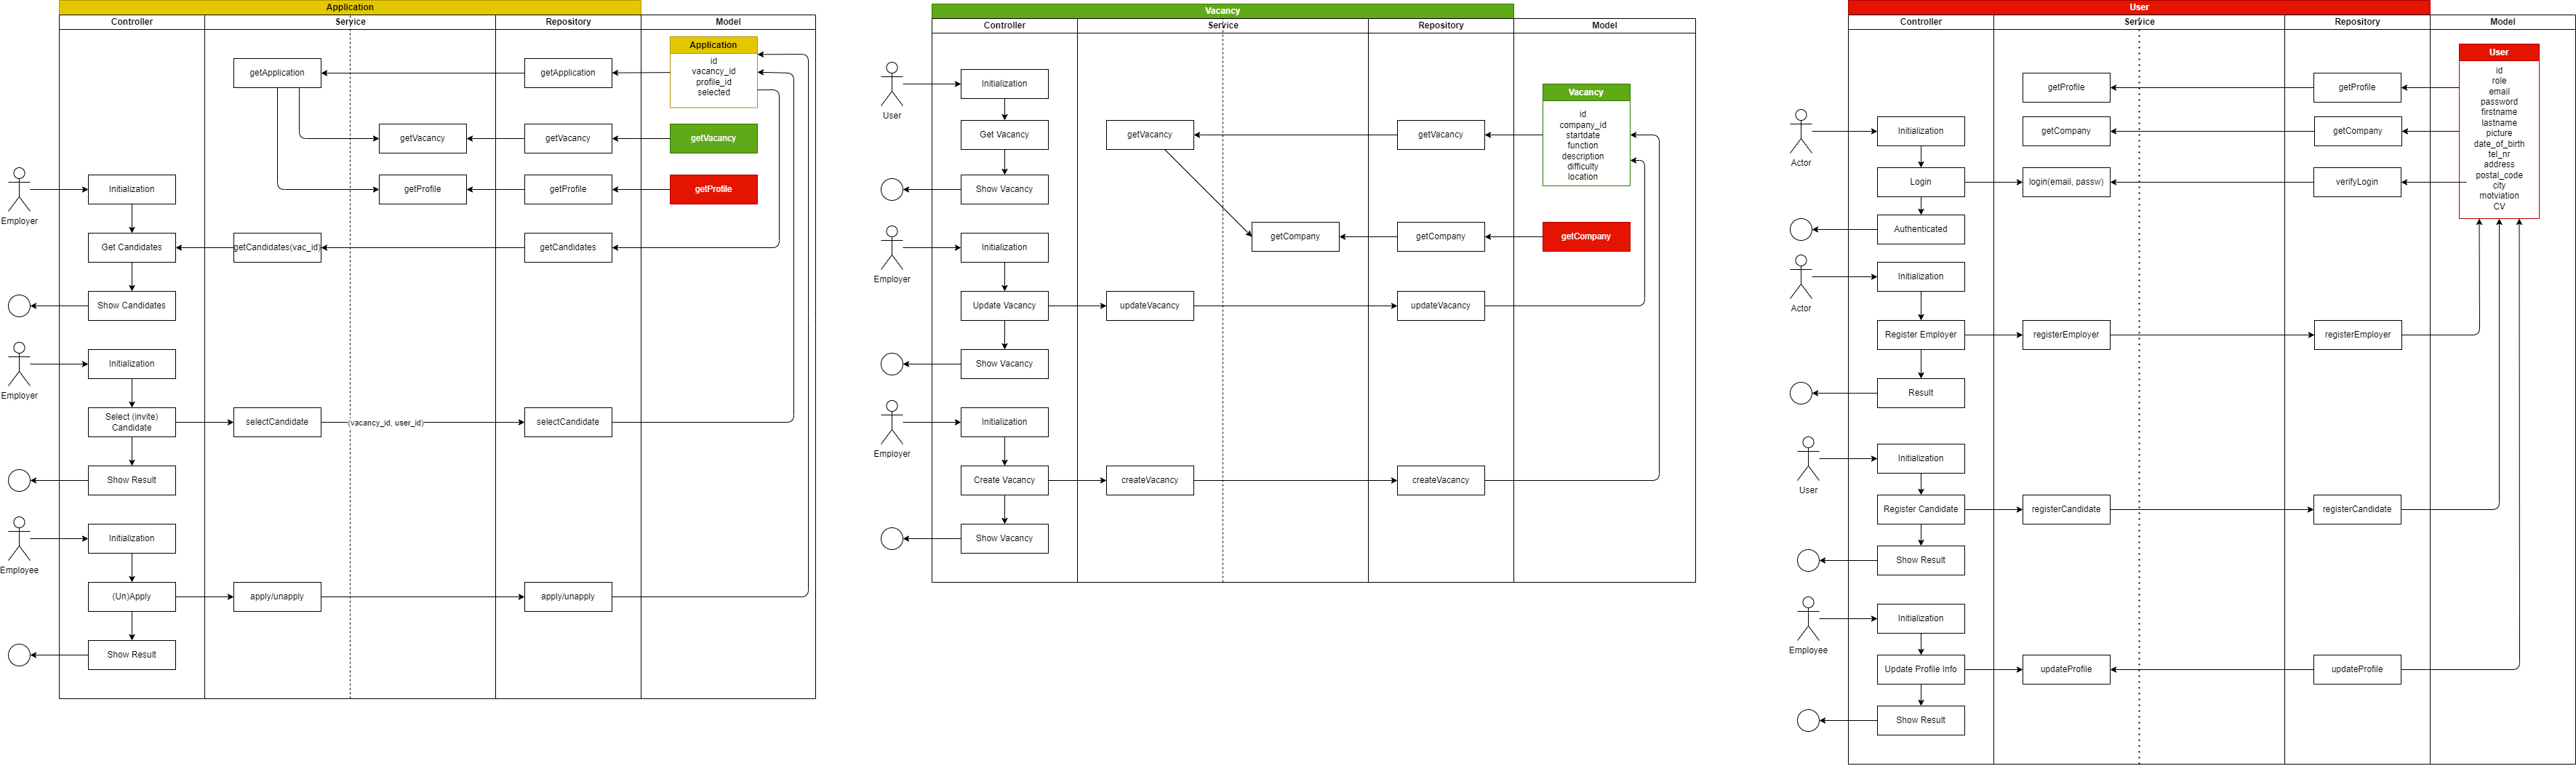 Application
Controller
Service
Repository
Model
Application
id
vacancy_id
profile_id
selected
getApplication
getApplication
getVacancy
getVacancy
getVacancy
Employer
Initialization
getProfile
getProfile
getProfile
Get Candidates
getCandidates(vac_id)
getCandidates
Show Candidates
Employer
Initialization
Select (invite)
Candidate
selectCandidate
(vacancy_id, user_id)
selectCandidate
Show Result
Employee
Initialization
(Un)Apply
apply/unapply
apply/unapply
Show Result
Vacancy
Controller
Service
Repository
Model
User
Initialization
Vacancy
id
company_id
startdate
function
description
difficulty
location
Get Vacancy
getVacancy
getVacancy
Show Vacancy
Employer
Initialization
getCompany
getCompany
getCompany
Update Vacancy
updateVacancy
updateVacancy
Show Vacancy
Employer
Initialization
Create Vacancy
createVacancy
createVacancy
Show Vacancy
User
Controller
Service
Repository
Model
User
id
role
email
password
firstname
lastname
picture
date_of_birth
tel_nr
address
postal_code
city
motviation
CV
getProfile
getProfile
Actor
Initialization
getCompany
getCompany
Login
login(email, passw)
verifyLogin
Authenticated
Actor
Initialization
Register Employer
registerEmployer
registerEmployer
Result
User
Initialization
Register Candidate
registerCandidate
registerCandidate
Show Result
Employee
Initialization
Update Profile Info
updateProfile
updateProfile
Show Result